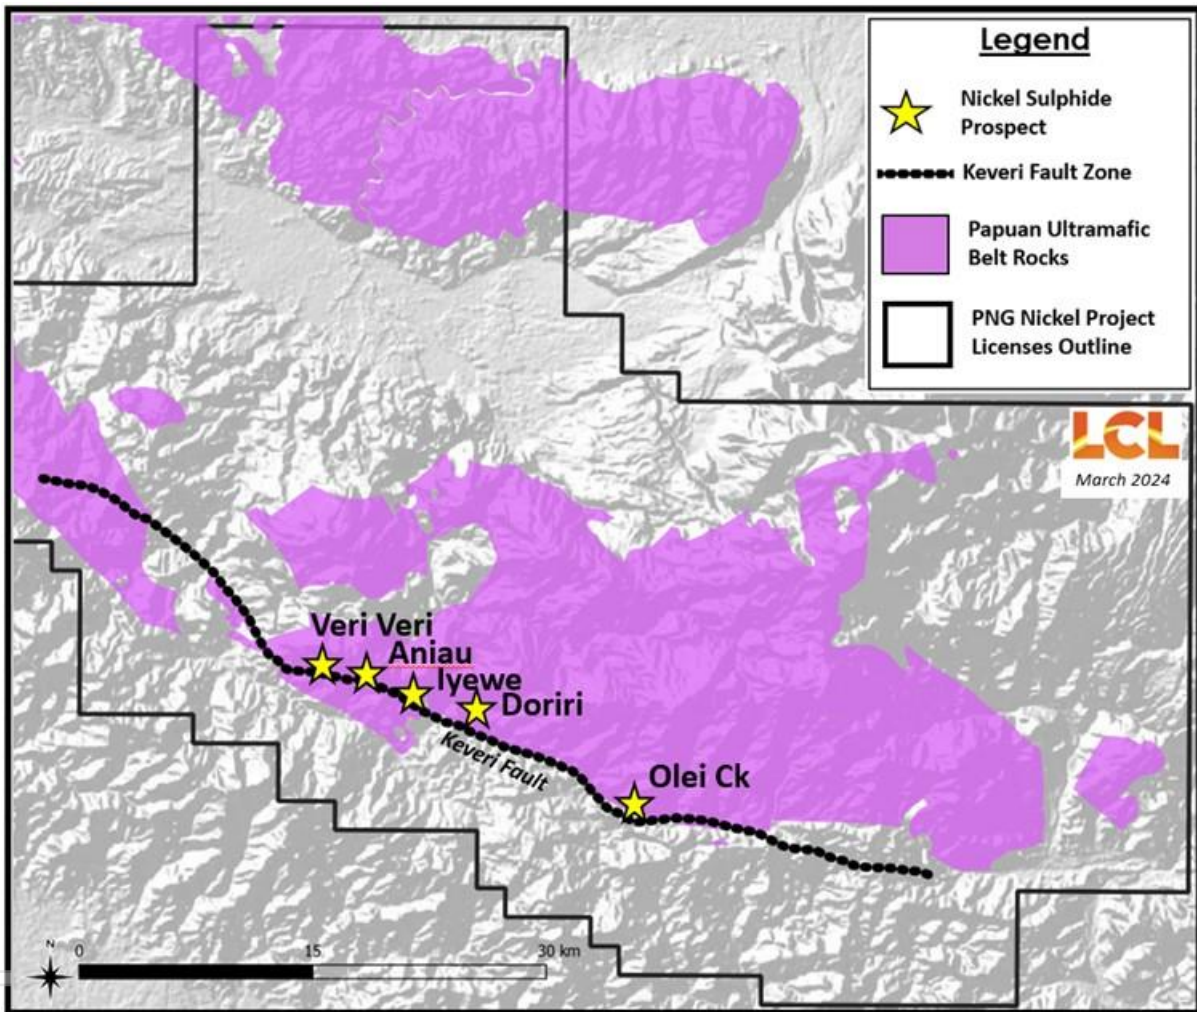 Legend
Nickel Sulphide
Prospect
Keveri Fault Zone
Papuan Ultramafic
Belt Rocks
PNG Nickel Project
Licenses Outline
LCL
March 2024
Veri Veri
Aniau
Iyewe
Doriri
Keveri Fault
Olei Ck
N
0 15 30 km